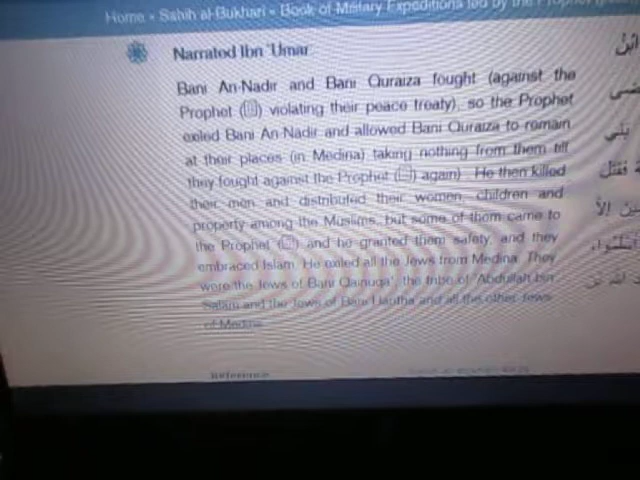 Home » Sahih al-Bukhari » Book of Military Expeditions led by the Prophet
Narrated Ibn 'Umar
Bani An-Nadir and Bani Quraiza fought (against the
Prophet (ﷺ) violating their peace treaty), so the Prophet
exiled Bani An-Nadir and allowed Bani Quraiza to remain
at their places (in Medina) taking nothing from them till
they fought against the Prophet (ﷺ) again). He then killed
their men and distributed their women, children and
property among the Muslims, but some of them came to
the Prophet (ﷺ) and he granted them safety, and they
embraced Islam. He exiled all the Jews from Medina. They
were the Jews of Bani Qainuqa', the tribe of 'Abdullah bin
Salam and the Jews of Bani Haritha and all the other Jews
of Medina.
Reference